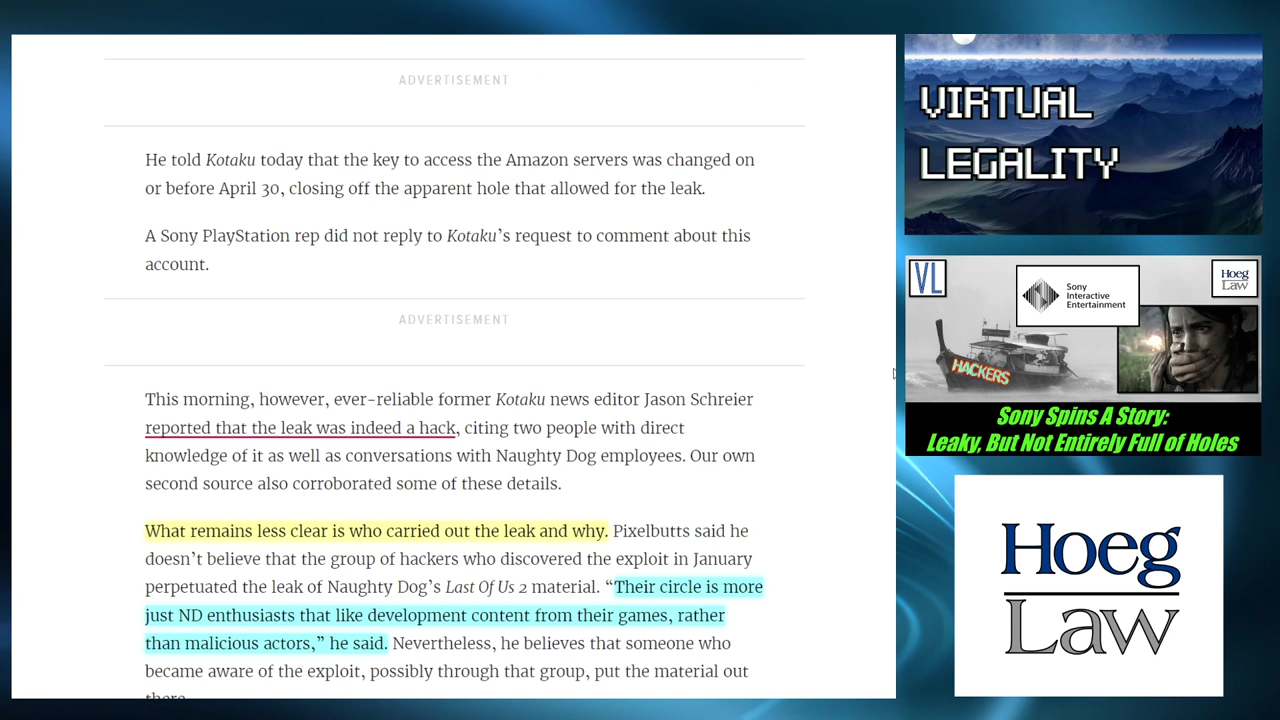 ADVERTISEMENT
He told Kotaku today that the key to access the Amazon servers was changed on
or before April 30, closing off the apparent hole that allowed for the leak.
A Sony PlayStation rep did not reply to Kotaku’s request to comment about this
account.
ADVERTISEMENT
This morning, however, ever-reliable former Kotaku news editor Jason Schreier
reported that the leak was indeed a hack, citing two people with direct
knowledge of it as well as conversations with Naughty Dog employees. Our own
second source also corroborated some of these details.
What remains less clear is who carried out the leak and why. Pixelbutts said he
doesn’t believe that the group of hackers who discovered the exploit in January
perpetuated the leak of Naughty Dog’s Last Of Us 2 material. “Their circle is more
just ND enthusiasts that like development content from their games, rather
than malicious actors,” he said. Nevertheless, he believes that someone who
became aware of the exploit, possibly through that group, put the material out
there.
VIRTUAL
LEGALITY
VL
Sony
Interactive
Entertainment
Hoeg
Law
HACKERS
Sony Spins A Story:
Leaky, But Not Entirely Full of Holes
Hoeg
Law